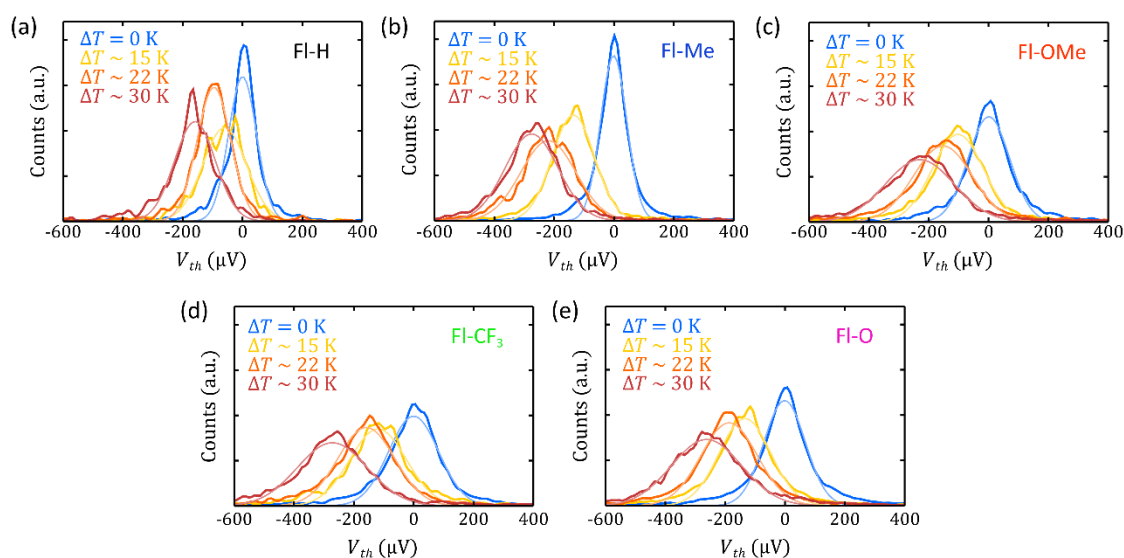 (a)
ΔT = 0 K
ΔT ~ 15 K
ΔT ~ 22 K
ΔT ~ 30 K
Fl-H
Counts (a.u.)
-600 -400 -200 0 200 400
V_th (μV)
(b)
ΔT = 0 K
ΔT ~ 15 K
ΔT ~ 22 K
ΔT ~ 30 K
Fl-Me
Counts (a.u.)
-600 -400 -200 0 200 400
V_th (μV)
(c)
ΔT = 0 K
ΔT ~ 15 K
ΔT ~ 22 K
ΔT ~ 30 K
Fl-OMe
Counts (a.u.)
-600 -400 -200 0 200 400
V_th (μV)
(d)
ΔT = 0 K
ΔT ~ 15 K
ΔT ~ 22 K
ΔT ~ 30 K
Fl-CF₃
Counts (a.u.)
-600 -400 -200 0 200 400
V_th (μV)
(e)
ΔT = 0 K
ΔT ~ 15 K
ΔT ~ 22 K
ΔT ~ 30 K
Fl-O
Counts (a.u.)
-600 -400 -200 0 200 400
V_th (μV)